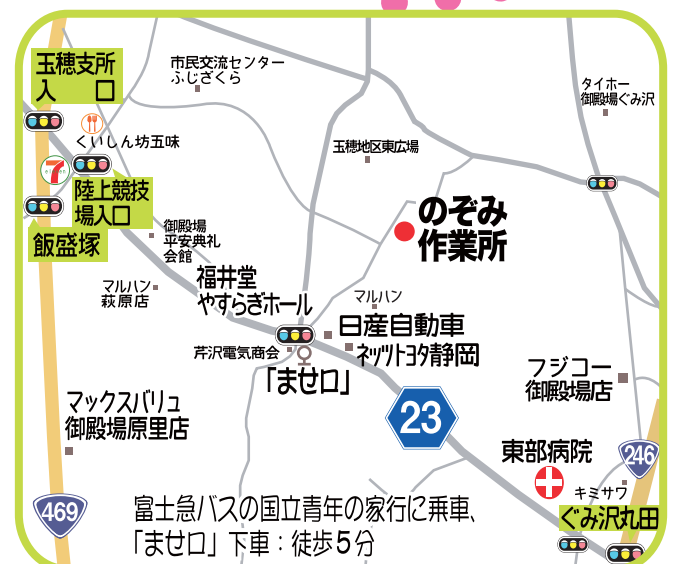 玉穂支所
入 口
市民交流センター
ふじざくら
タイホー
御殿場ぐみ沢
くいしん坊五味
玉穂地区東広場
7
陸上競技
場入口
のぞみ
作業所
飯盛塚
御殿場
平安典礼
会館
マルハン
萩原店
福井堂
やすらぎホール
マルハン
日産自動車
芹沢電気商会
ネッツトヨタ静岡
「ませ口」
フジコー
御殿場店
マックスバリュ
御殿場原里店
23
東部病院
246
キミサワ
469
富士急バスの国立青年の家行に乗車、
ぐみ沢丸田
「ませ口」下車：徒歩5分